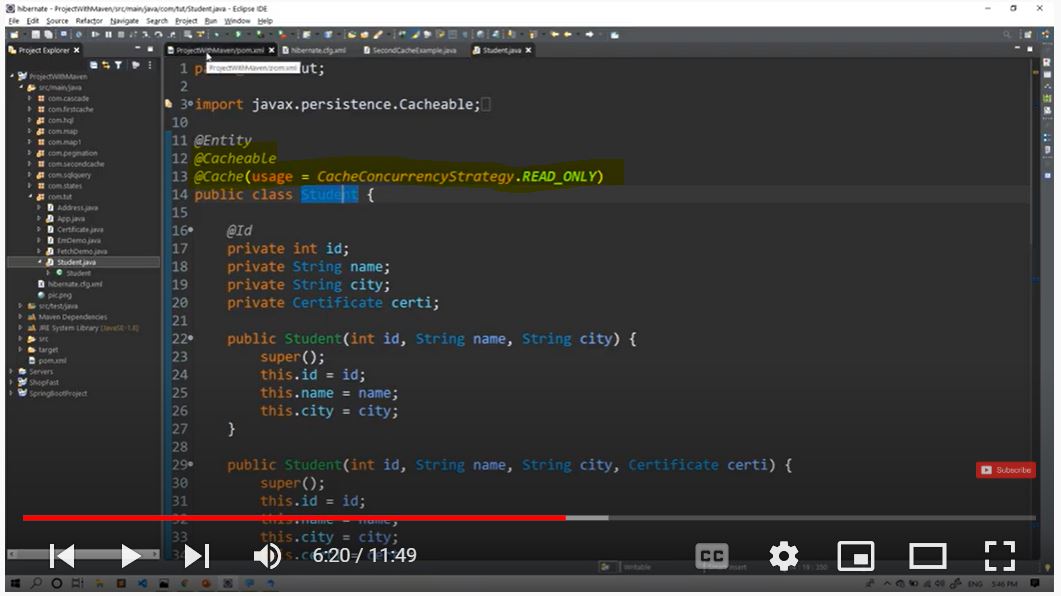 hibernate - ProjectWithMaven/src/main/java/com/tut/Student.java - Eclipse IDE
File Edit Source Refactor Navigate Search Project Run Window Help
Project Explorer
ProjectWithMaven/pom.xml
hibernate.cfg.xml
SecondCacheExample.java
Student.java
ProjectWithMaven/pom.xml
ProjectWithMaven
src/main/java
com.cascade
com.firstcache
com.hql
com.map
com.map1
com.pegination
com.secondcache
com.sqlquery
com.states
com.tut
Address.java
App.java
Certificate.java
EmDemo.java
FetchDemo.java
Student.java
Student
hibernate.cfg.xml
pic.png
src/test/java
Maven Dependencies
JRE System Library [JavaSE-1.8]
src
target
pom.xml
Servers
ShopFast
SpringBootProject
1 p ut;
2
3 import javax.persistence.Cacheable;
10
11 @Entity
12 @Cacheable
13 @Cache(usage = CacheConcurrencyStrategy.READ_ONLY)
14 public class Student {
15
16 @Id
17 private int id;
18 private String name;
19 private String city;
20 private Certificate certi;
21
22 public Student(int id, String name, String city) {
23 super();
24 this.id = id;
25 this.name = name;
26 this.city = city;
27 }
28
29 public Student(int id, String name, String city, Certificate certi) {
30 super();
31 this.id = id;
32 this.name = name;
33 this.city = city;
34
Subscribe
6:20 / 11:49
CC
Writable
ENG 5:46 PM